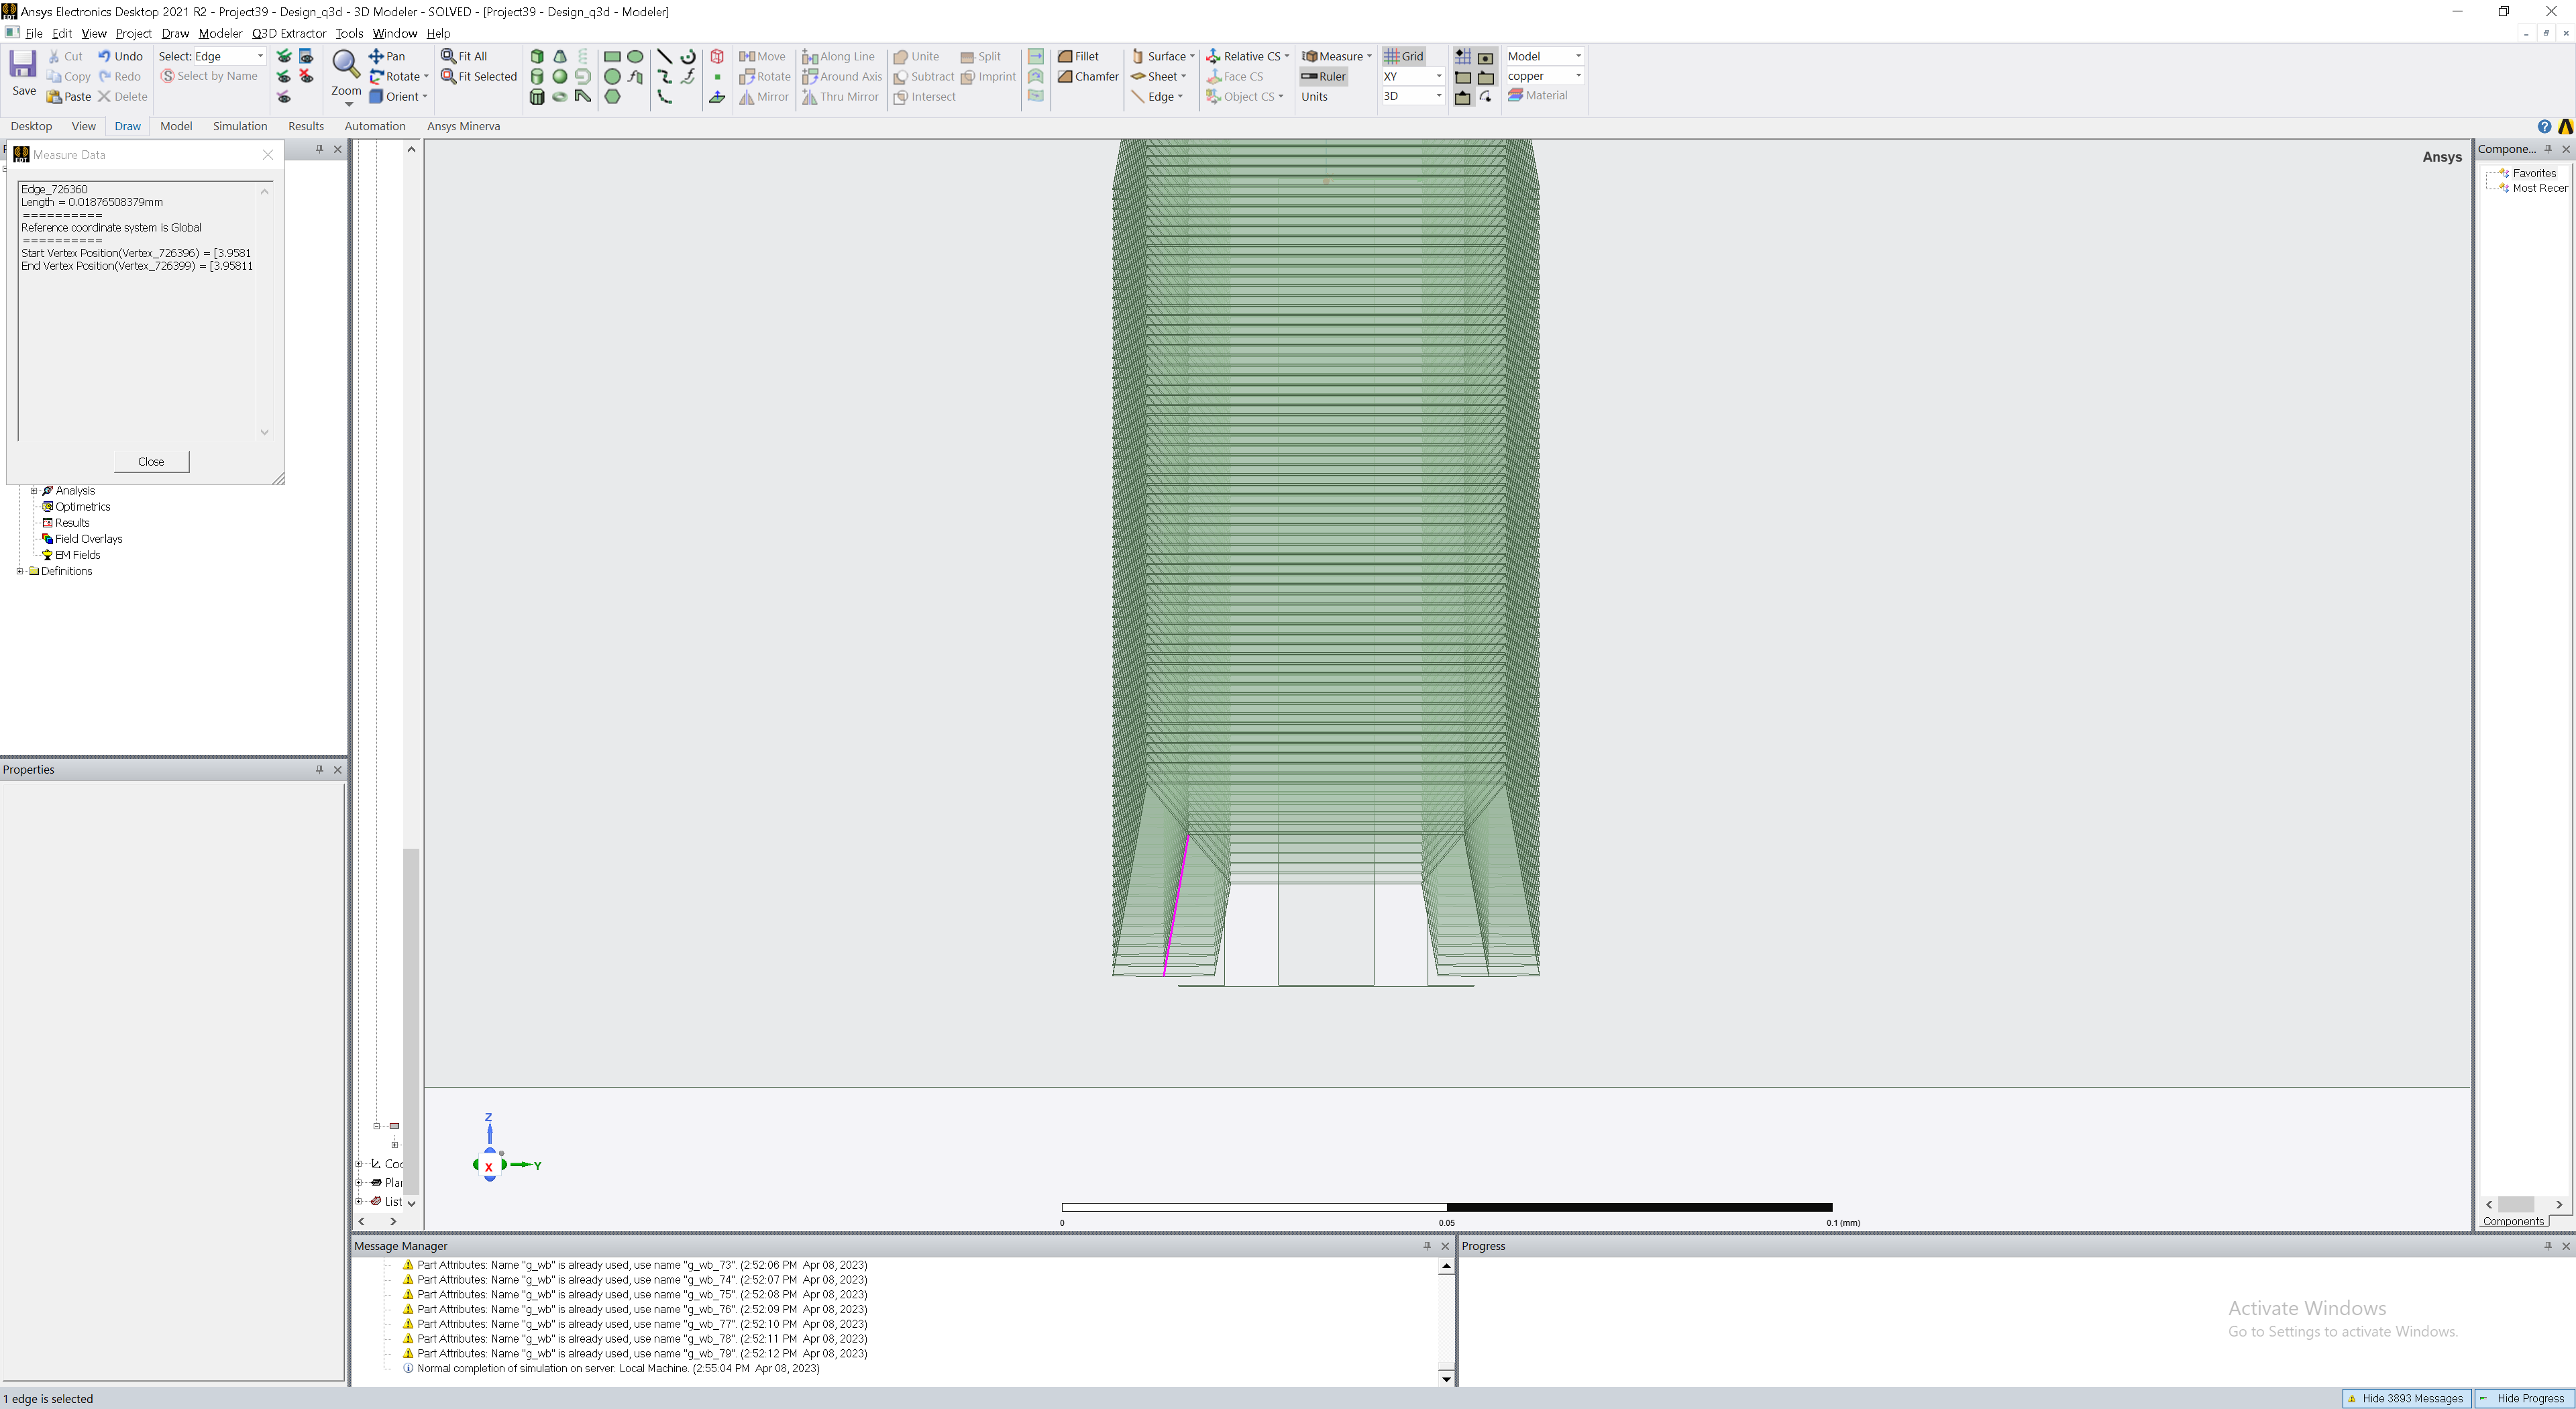 Ansys Electronics Desktop 2021 R2 - Project39 - Design_q3d - 3D Modeler - SOLVED - [Project39 - Design_q3d - Modeler]
File Edit View Project Draw Modeler Q3D Extractor Tools Window Help
Save
Cut
Copy
Paste
Undo
Redo
Delete
Select: Edge
Select by Name
Zoom
Pan
Rotate
Orient
Fit All
Fit Selected
Move
Rotate
Mirror
Along Line
Around Axis
Thru Mirror
Unite
Subtract
Intersect
Split
Imprint
Fillet
Chamfer
Surface
Sheet
Edge
Relative CS
Face CS
Object CS
Measure
Ruler
Units
Grid
XY
3D
Model
copper
Material
Desktop View Draw Model Simulation Results Automation Ansys Minerva
Measure Data
Edge_726360
Length = 0.01876508379mm
==========
Reference coordinate system is Global
==========
Start Vertex Position(Vertex_726396) = [3.9581
End Vertex Position(Vertex_726399) = [3.95811
Close
Analysis
Optimetrics
Results
Field Overlays
EM Fields
Definitions
Properties
Coo
Plar
List
Ansys
Z
X
Y
0
0.05
0.1 (mm)
Compone...
Favorites
Most Recer
Components
Message Manager
Part Attributes: Name "g_wb" is already used, use name "g_wb_73". (2:52:06 PM Apr 08, 2023)
Part Attributes: Name "g_wb" is already used, use name "g_wb_74". (2:52:07 PM Apr 08, 2023)
Part Attributes: Name "g_wb" is already used, use name "g_wb_75". (2:52:08 PM Apr 08, 2023)
Part Attributes: Name "g_wb" is already used, use name "g_wb_76". (2:52:09 PM Apr 08, 2023)
Part Attributes: Name "g_wb" is already used, use name "g_wb_77". (2:52:10 PM Apr 08, 2023)
Part Attributes: Name "g_wb" is already used, use name "g_wb_78". (2:52:11 PM Apr 08, 2023)
Part Attributes: Name "g_wb" is already used, use name "g_wb_79". (2:52:12 PM Apr 08, 2023)
Normal completion of simulation on server: Local Machine. (2:55:04 PM Apr 08, 2023)
Progress
Activate Windows
Go to Settings to activate Windows.
1 edge is selected
Hide 3893 Messages
Hide Progress